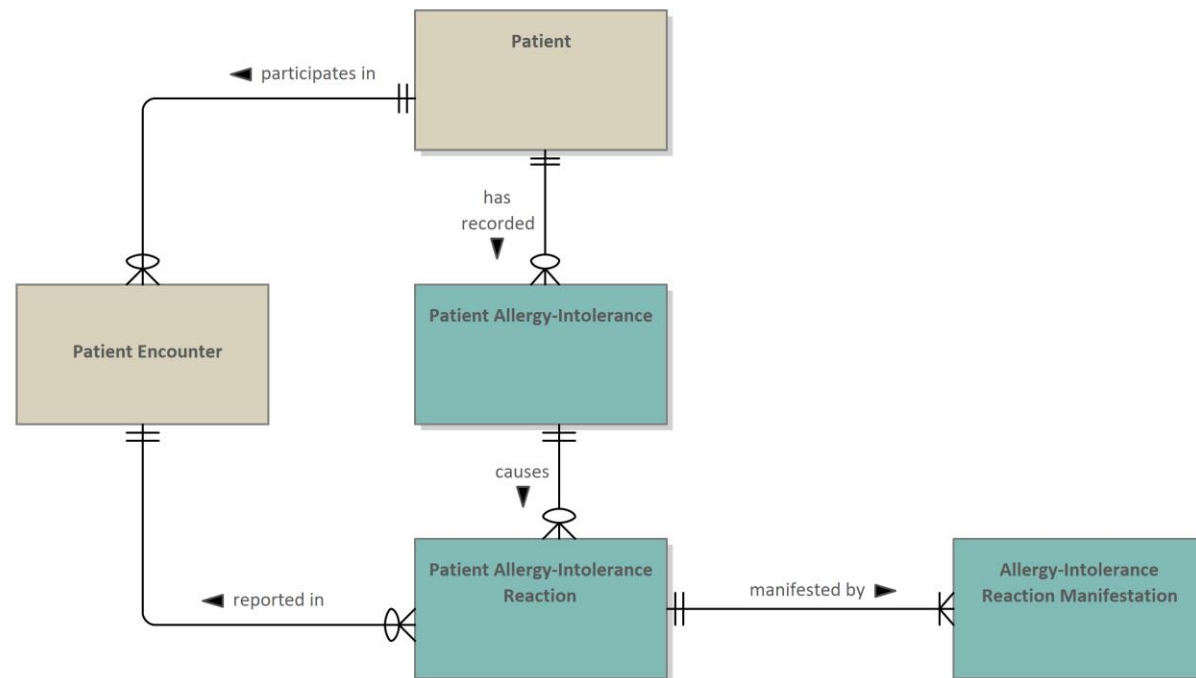 Patient
participates in
has
recorded
Patient Allergy-Intolerance
Patient Encounter
causes
Patient Allergy-Intolerance
Reaction
manifested by
Allergy-Intolerance
Reaction Manifestation
reported in